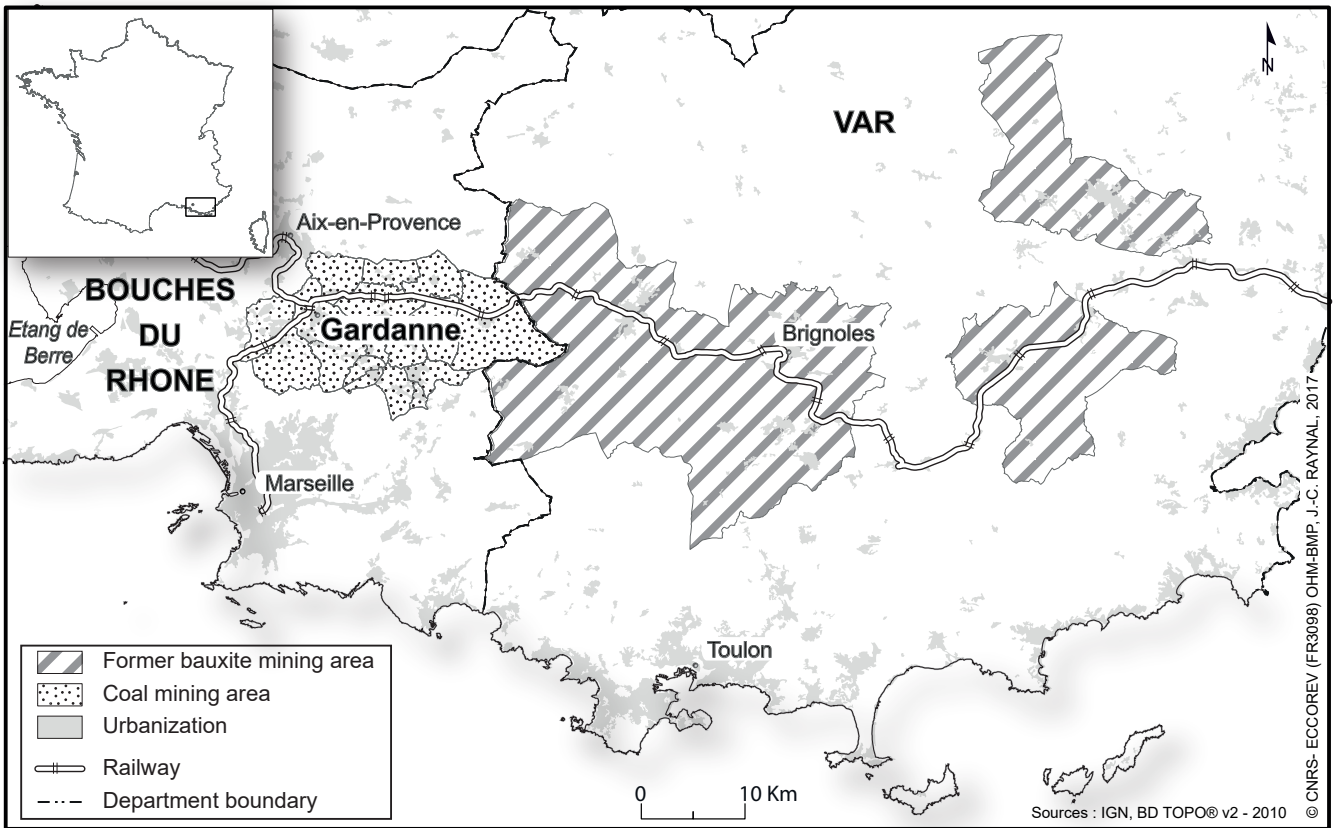 N
VAR
Aix-en-Provence
BOUCHES
DU
RHONE
Etang de
Berre
Gardanne
Brignoles
Marseille
Toulon
Former bauxite mining area
Coal mining area
Urbanization
Railway
Department boundary
0 10 Km
Sources : IGN, BD TOPO® v2 - 2010
© CNRS- ECCOREV (FR3098) OHM-BMP, J.-C. RAYNAL, 2017